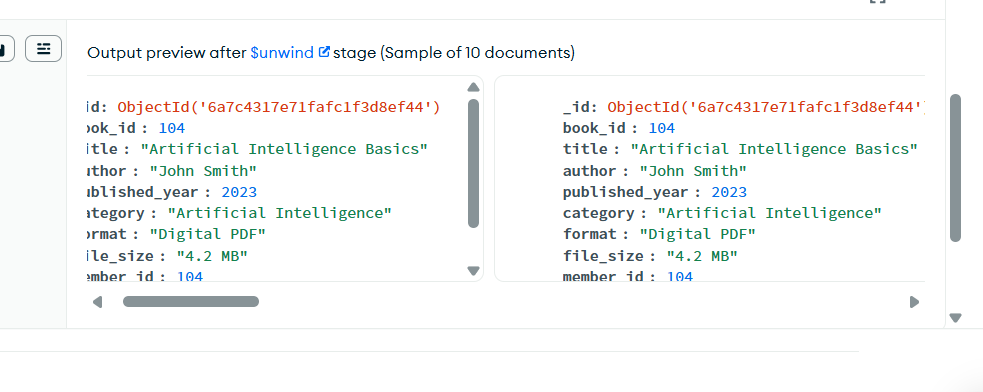 Output preview after $unwind stage (Sample of 10 documents)
id: ObjectId('6a7c4317e71fafc1f3d8ef44')
ook_id : 104
itle : "Artificial Intelligence Basics"
uthor : "John Smith"
ublished_year : 2023
ategory : "Artificial Intelligence"
ormat : "Digital PDF"
ile_size : "4.2 MB"
ember_id : 104
_id: ObjectId('6a7c4317e71fafc1f3d8ef44')
book_id : 104
title : "Artificial Intelligence Basics"
author : "John Smith"
published_year : 2023
category : "Artificial Intelligence"
format : "Digital PDF"
file_size : "4.2 MB"
member_id : 104